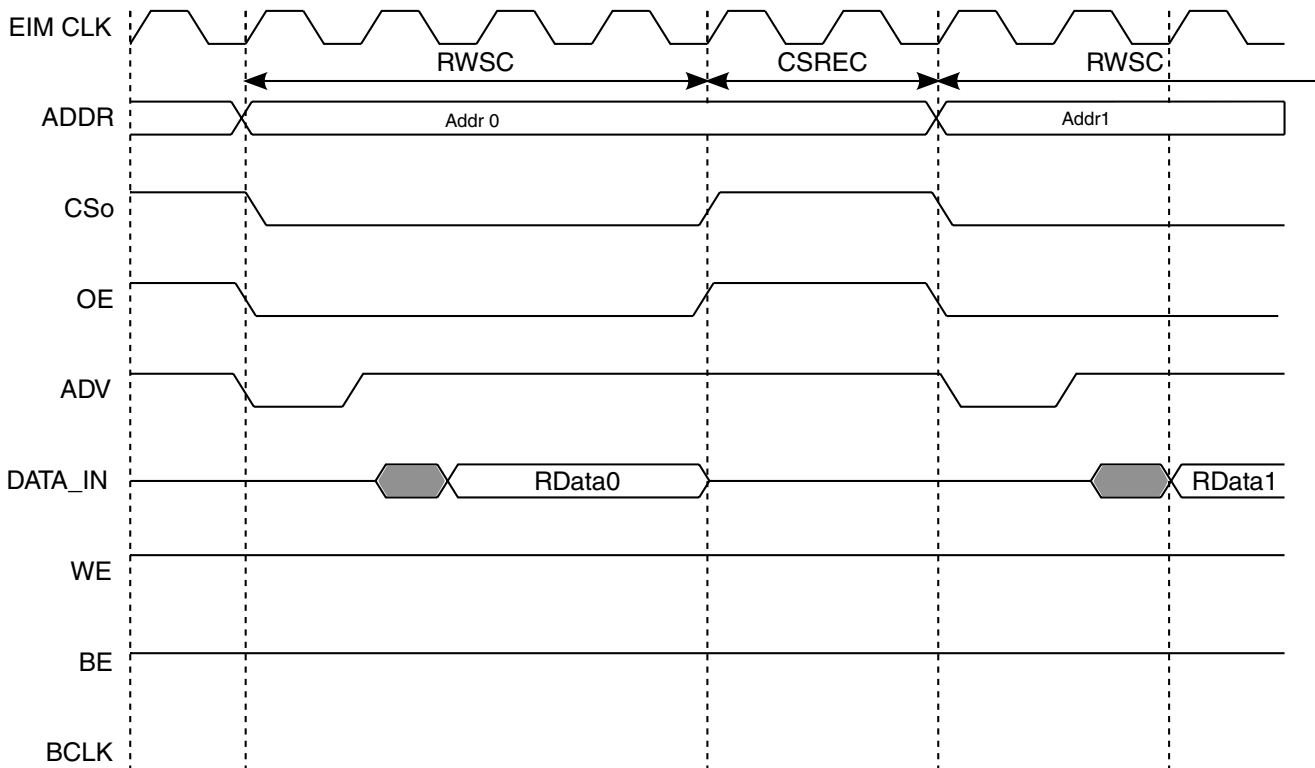 EIM CLK
RWSC CSREC RWSC
ADDR Addr 0 Addr1
CSo
OE
ADV
DATA_IN RData0 RData1
WE
BE
BCLK